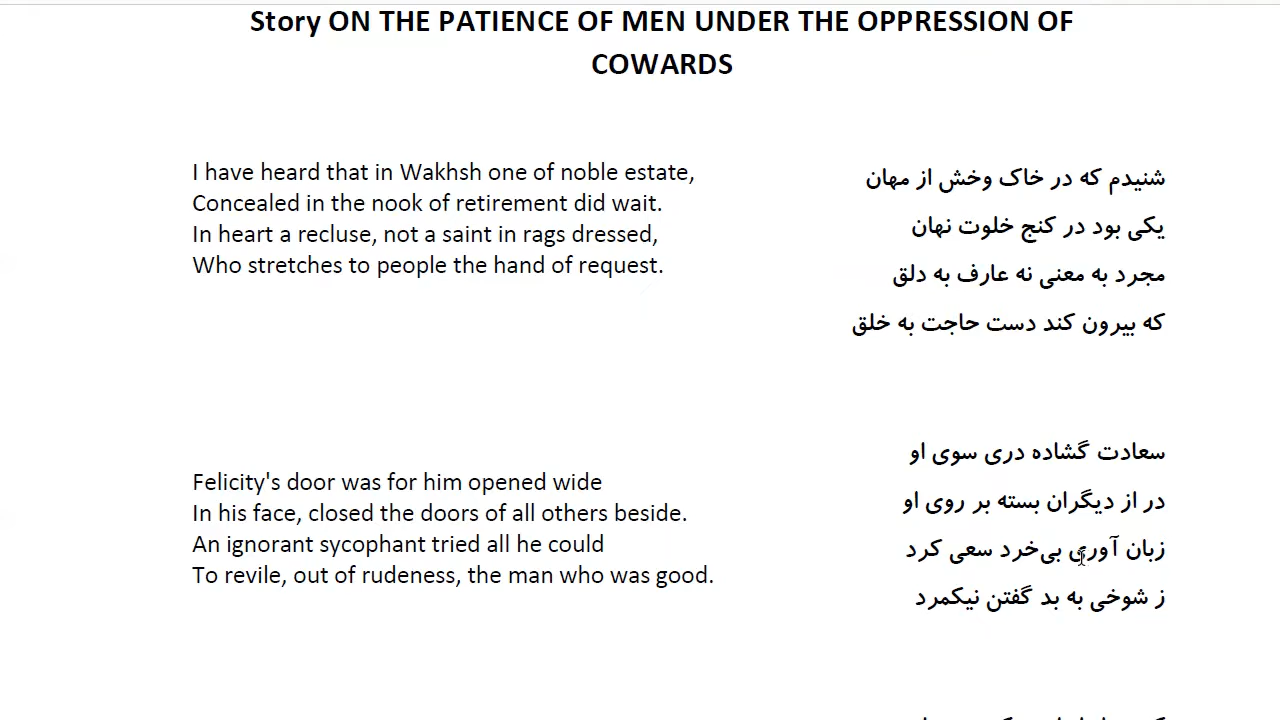 Story ON THE PATIENCE OF MEN UNDER THE OPPRESSION OF
COWARDS
I have heard that in Wakhsh one of noble estate,
Concealed in the nook of retirement did wait.
In heart a recluse, not a saint in rags dressed,
Who stretches to people the hand of request.
شنیدم که در خاک وخش از مهان
یکی بود در کنج خلوت نهان
مجرد به معنی نه عارف به دلق
که بیرون کند دست حاجت به خلق
Felicity's door was for him opened wide
In his face, closed the doors of all others beside.
An ignorant sycophant tried all he could
To revile, out of rudeness, the man who was good.
سعادت گشاده دری سوی او
در از دیگران بسته بر روی او
زبان آوری بی‌خرد سعی کرد
ز شوخی به بد گفتن نیکمرد